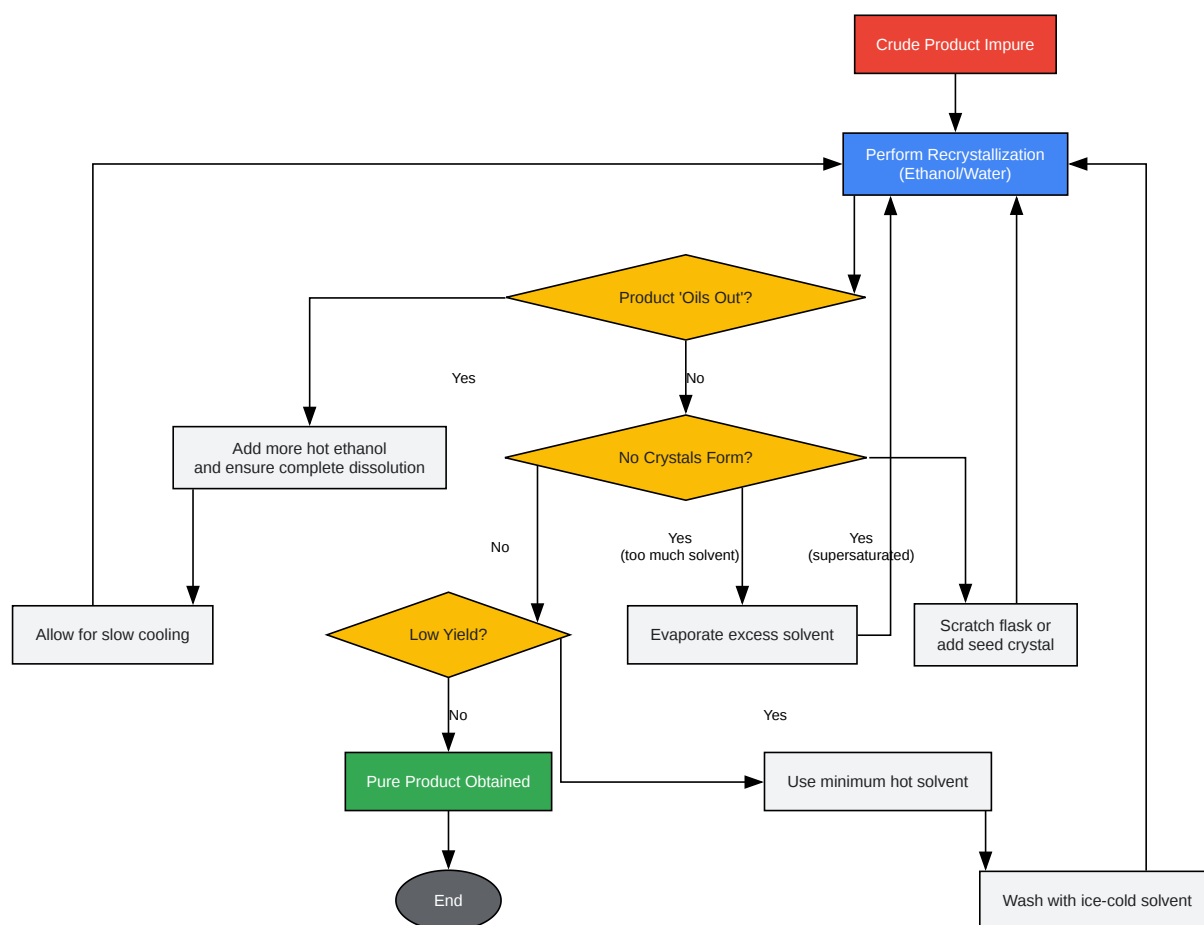 Crude Product Impure
Perform Recrystallization
(Ethanol/Water)
Product 'Oils Out'?
Yes
No
Add more hot ethanol
and ensure complete dissolution
No Crystals Form?
No
Yes
(too much solvent)
Yes
(supersaturated)
Allow for slow cooling
Low Yield?
Evaporate excess solvent
Scratch flask or
add seed crystal
No
Yes
Pure Product Obtained
Use minimum hot solvent
End
Wash with ice-cold solvent